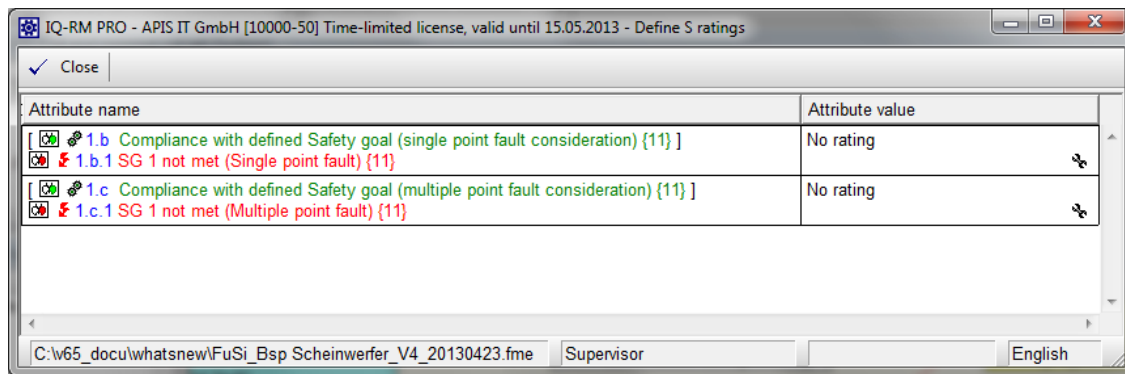 IQ-RM PRO - APIS IT GmbH [10000-50] Time-limited license, valid until 15.05.2013 - Define S ratings
Close
Attribute name Attribute value
[ 1.b Compliance with defined Safety goal (single point fault consideration) {11} ] No rating
1.b.1 SG 1 not met (Single point fault) {11}
[ 1.c Compliance with defined Safety goal (multiple point fault consideration) {11} ] No rating
1.c.1 SG 1 not met (Multiple point fault) {11}
C:\v65_docu\whatsnew\FuSi_Bsp Scheinwerfer_V4_20130423.fme Supervisor English